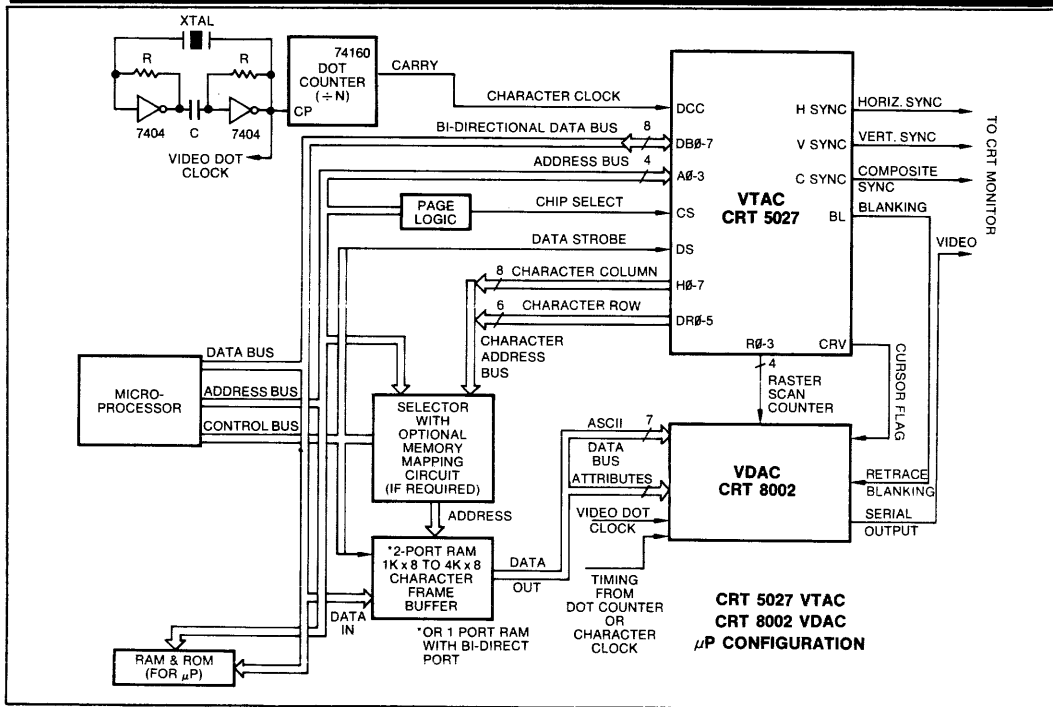 XTAL
R
R
7404
C
7404
VIDEO DOT
CLOCK
74160
DOT
COUNTER
(÷N)
CP
CARRY
CHARACTER CLOCK
BI-DIRECTIONAL DATA BUS
8
ADDRESS BUS
4
PAGE
LOGIC
CHIP SELECT
DATA STROBE
8
CHARACTER COLUMN
6
CHARACTER ROW
CHARACTER
ADDRESS
BUS
DCC
DBØ-7
AØ-3
CS
DS
HØ-7
DRØ-5
VTAC
CRT 5027
H SYNC
V SYNC
C SYNC
BL
RØ-3
CRV
HORIZ. SYNC
VERT. SYNC
COMPOSITE
SYNC
BLANKING
TO CRT MONITOR
VIDEO
4
RASTER
SCAN
COUNTER
CURSOR FLAG
MICRO-
PROCESSOR
DATA BUS
ADDRESS BUS
CONTROL BUS
SELECTOR
WITH
OPTIONAL
MEMORY
MAPPING
CIRCUIT
(IF REQUIRED)
ADDRESS
*2-PORT RAM
1K x 8 TO 4K x 8
CHARACTER
FRAME
BUFFER
DATA
IN
DATA
OUT
*OR 1 PORT RAM
WITH BI-DIRECT
PORT
ASCII
7
DATA
BUS
ATTRIBUTES
VIDEO DOT
CLOCK
TIMING
FROM
DOT COUNTER
OR
CHARACTER
CLOCK
VDAC
CRT 8002
RETRACE
BLANKING
SERIAL
OUTPUT
RAM & ROM
(FOR µP)
CRT 5027 VTAC
CRT 8002 VDAC
µP CONFIGURATION